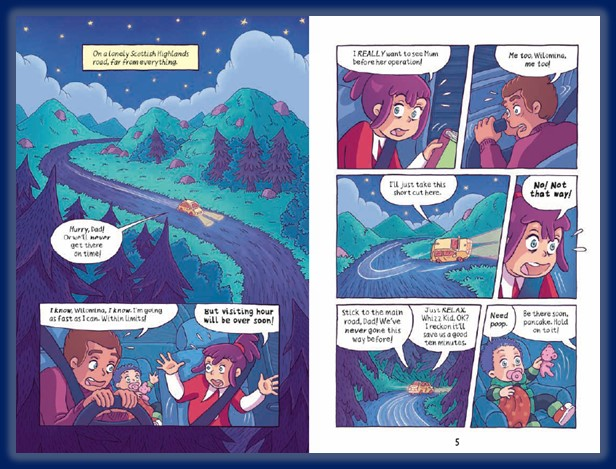 On a lonely Scottish Highlands
road, far from everything.
Hurry, Dad!
Or we'll never
get there
on time!
I know, Wilomina, I'm going
as fast as I can. Within limits!
But visiting hour
will be over soon!
I REALLY want to see Mum
before her operation!
Me too, Wilomina,
me too!
I'll just take this
short cut here.
No! Not
that way!
Stick to the main
road, Dad! We've
never gone this
way before!
Just RELAX,
Whizz Kid, OK?
I reckon it'll
save us a good
ten minutes.
Need
poop.
Be there soon,
pancake. Hold
on to it!
5